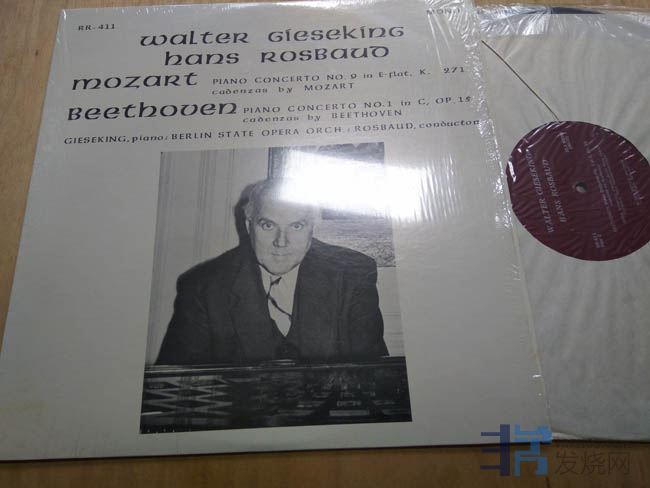 RR-411
MONO
Walter Gieseking
Hans Rosbaud
Mozart PIANO CONCERTO NO. 9 in E-flat, K. 271
cadenzas by MOZART
Beethoven PIANO CONCERTO NO. 1 in C, OP. 15
cadenzas by BEETHOVEN
GIESEKING, piano; BERLIN STATE OPERA ORCH.; ROSBAUD, conductor
WALTER GIESEKING
HANS ROSBAUD
发烧网